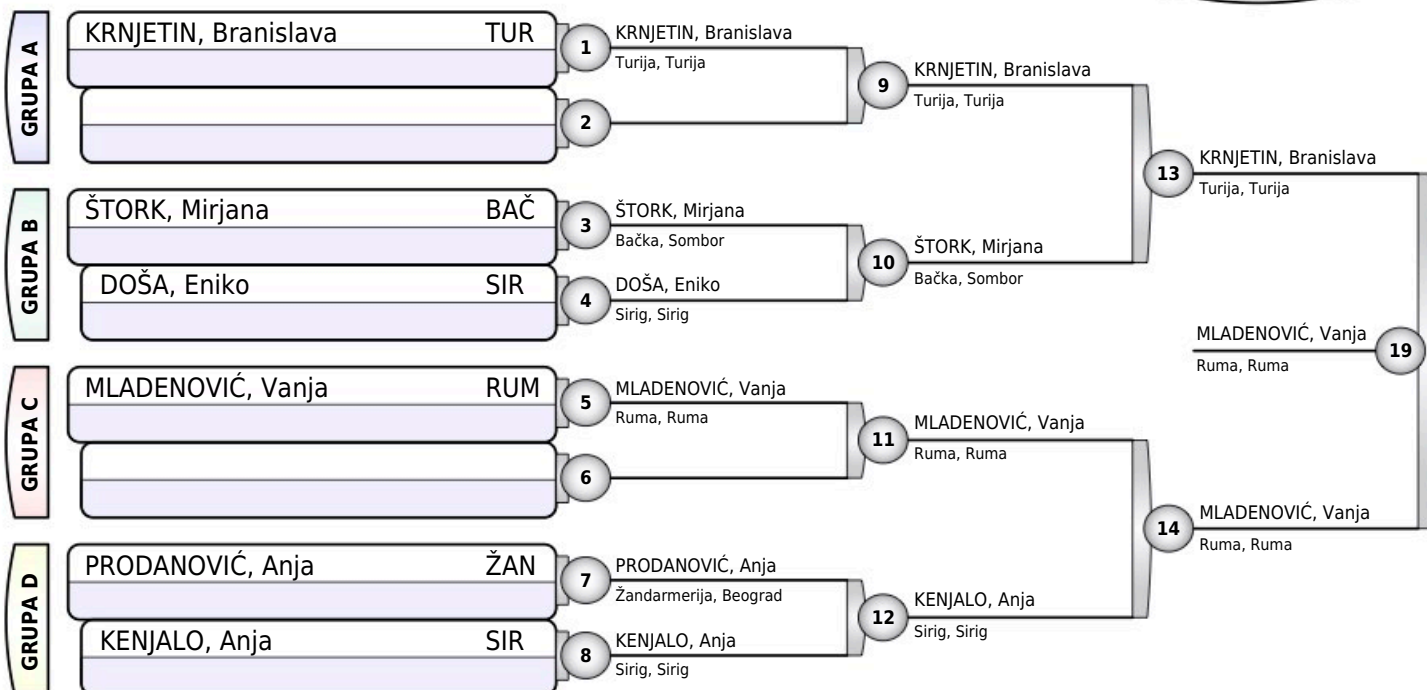 GRUPA A
KRNJETIN, Branislava TUR
1
KRNJETIN, Branislava
Turija, Turija
2
9
KRNJETIN, Branislava
Turija, Turija
GRUPA B
ŠTORK, Mirjana BAČ
3
ŠTORK, Mirjana
Bačka, Sombor
DOŠA, Eniko SIR
4
DOŠA, Eniko
Sirig, Sirig
10
ŠTORK, Mirjana
Bačka, Sombor
13
KRNJETIN, Branislava
Turija, Turija
GRUPA C
MLADENOVIĆ, Vanja RUM
5
MLADENOVIĆ, Vanja
Ruma, Ruma
6
11
MLADENOVIĆ, Vanja
Ruma, Ruma
GRUPA D
PRODANOVIĆ, Anja ŽAN
7
PRODANOVIĆ, Anja
Žandarmerija, Beograd
KENJALO, Anja SIR
8
KENJALO, Anja
Sirig, Sirig
12
KENJALO, Anja
Sirig, Sirig
14
MLADENOVIĆ, Vanja
Ruma, Ruma
MLADENOVIĆ, Vanja
Ruma, Ruma
19